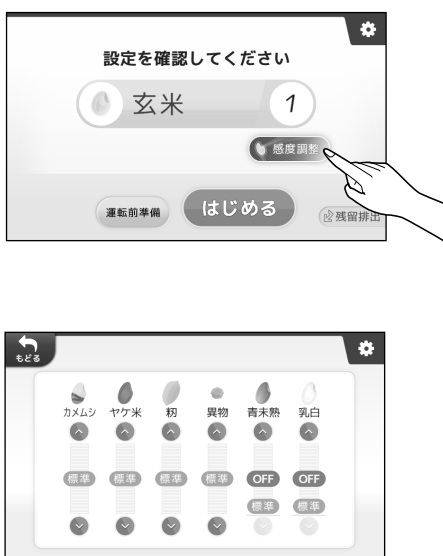 設定を確認してください
玄米 1
感度調整
運転前準備 はじめる 残留排出
もどる
カメムシ ヤケ米 籾 異物 青未熟 乳白
標準 標準 標準 標準 OFF OFF
標準 標準